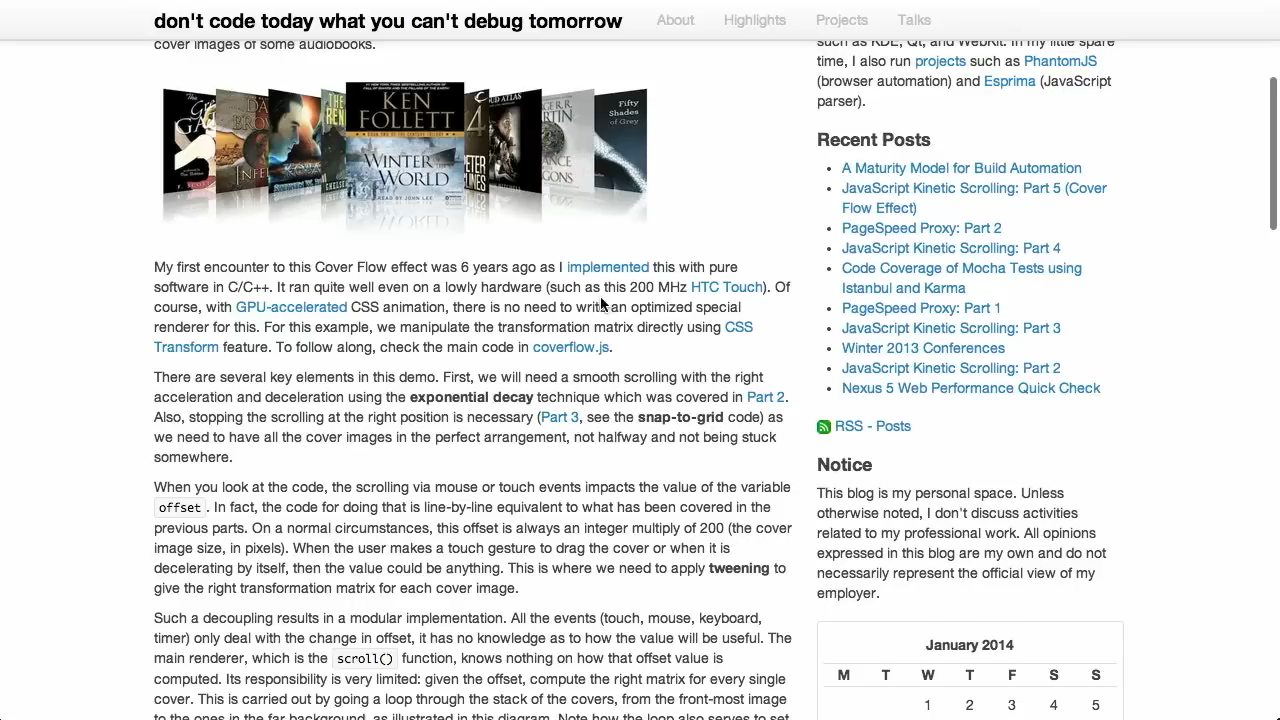 don't code today what you can't debug tomorrow
About
Highlights
Projects
Talks
cover images of some audiobooks.
KEN
FOLLETT
WINTER
WORLD
READ BY JOHN LEE
Fifty
Shades
of Grey
My first encounter to this Cover Flow effect was 6 years ago as I implemented this with pure
software in C/C++. It ran quite well even on a lowly hardware (such as this 200 MHz HTC Touch). Of
course, with GPU-accelerated CSS animation, there is no need to write an optimized special
renderer for this. For this example, we manipulate the transformation matrix directly using CSS
Transform feature. To follow along, check the main code in coverflow.js.
There are several key elements in this demo. First, we will need a smooth scrolling with the right
acceleration and deceleration using the exponential decay technique which was covered in Part 2.
Also, stopping the scrolling at the right position is necessary (Part 3, see the snap-to-grid code) as
we need to have all the cover images in the perfect arrangement, not halfway and not being stuck
somewhere.
When you look at the code, the scrolling via mouse or touch events impacts the value of the variable
offset. In fact, the code for doing that is line-by-line equivalent to what has been covered in the
previous parts. On a normal circumstances, this offset is always an integer multiply of 200 (the cover
image size, in pixels). When the user makes a touch gesture to drag the cover or when it is
decelerating by itself, then the value could be anything. This is where we need to apply tweening to
give the right transformation matrix for each cover image.
Such a decoupling results in a modular implementation. All the events (touch, mouse, keyboard,
timer) only deal with the change in offset, it has no knowledge as to how the value will be useful. The
main renderer, which is the scroll() function, knows nothing on how that offset value is
computed. Its responsibility is very limited: given the offset, compute the right matrix for every single
cover. This is carried out by going a loop through the stack of the covers, from the front-most image
to the ones in the far background, as illustrated in this diagram. Note how the loop also serves to set
such as KDE, Qt, and WebKit. In my little spare
time, I also run projects such as PhantomJS
(browser automation) and Esprima (JavaScript
parser).
Recent Posts
A Maturity Model for Build Automation
JavaScript Kinetic Scrolling: Part 5 (Cover
Flow Effect)
PageSpeed Proxy: Part 2
JavaScript Kinetic Scrolling: Part 4
Code Coverage of Mocha Tests using
Istanbul and Karma
PageSpeed Proxy: Part 1
JavaScript Kinetic Scrolling: Part 3
Winter 2013 Conferences
JavaScript Kinetic Scrolling: Part 2
Nexus 5 Web Performance Quick Check
RSS - Posts
Notice
This blog is my personal space. Unless
otherwise noted, I don't discuss activities
related to my professional work. All opinions
expressed in this blog are my own and do not
necessarily represent the official view of my
employer.
January 2014
M T W T F S S
1 2 3 4 5